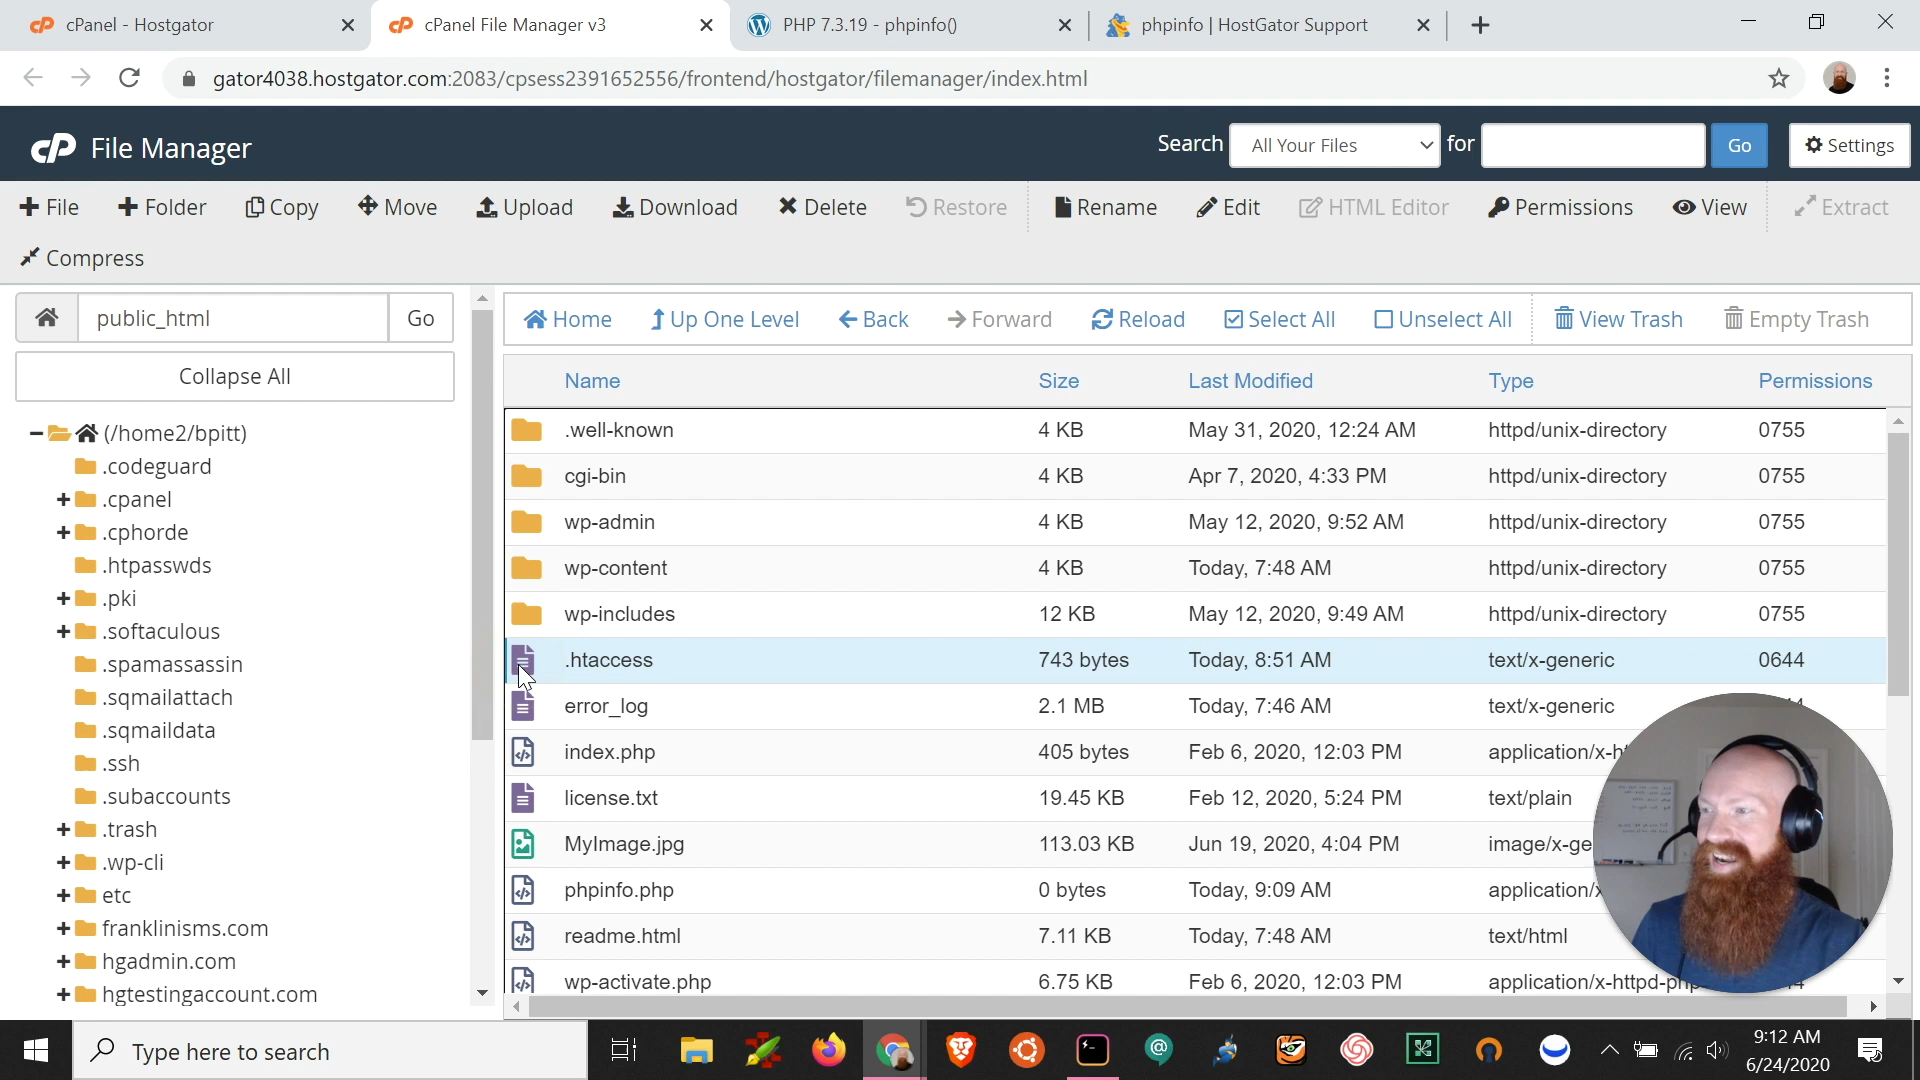 cPanel - Hostgator
cPanel File Manager v3
PHP 7.3.19 - phpinfo()
phpinfo | HostGator Support
gator4038.hostgator.com:2083/cpsess2391652556/frontend/hostgator/filemanager/index.html
cP File Manager
Search All Your Files for Go Settings
File Folder Copy Move Upload Download Delete Restore Rename Edit HTML Editor Permissions View Extract
Compress
public_html Go
Collapse All
(/home2/bpitt)
.codeguard
.cpanel
.cphorde
.htpasswds
.pki
.softaculous
.spamassassin
.sqmailattach
.sqmaildata
.ssh
.subaccounts
.trash
.wp-cli
etc
franklinisms.com
hgadmin.com
hgtestingaccount.com
Home Up One Level Back Forward Reload Select All Unselect All View Trash Empty Trash
Name Size Last Modified Type Permissions
.well-known 4 KB May 31, 2020, 12:24 AM httpd/unix-directory 0755
cgi-bin 4 KB Apr 7, 2020, 4:33 PM httpd/unix-directory 0755
wp-admin 4 KB May 12, 2020, 9:52 AM httpd/unix-directory 0755
wp-content 4 KB Today, 7:48 AM httpd/unix-directory 0755
wp-includes 12 KB May 12, 2020, 9:49 AM httpd/unix-directory 0755
.htaccess 743 bytes Today, 8:51 AM text/x-generic 0644
error_log 2.1 MB Today, 7:46 AM text/x-generic
index.php 405 bytes Feb 6, 2020, 12:03 PM application/x-ht
license.txt 19.45 KB Feb 12, 2020, 5:24 PM text/plain
MyImage.jpg 113.03 KB Jun 19, 2020, 4:04 PM image/x-ge
phpinfo.php 0 bytes Today, 9:09 AM application/x
readme.html 7.11 KB Today, 7:48 AM text/html
wp-activate.php 6.75 KB Feb 6, 2020, 12:03 PM application/x-httpd-php
Type here to search
9:12 AM
6/24/2020